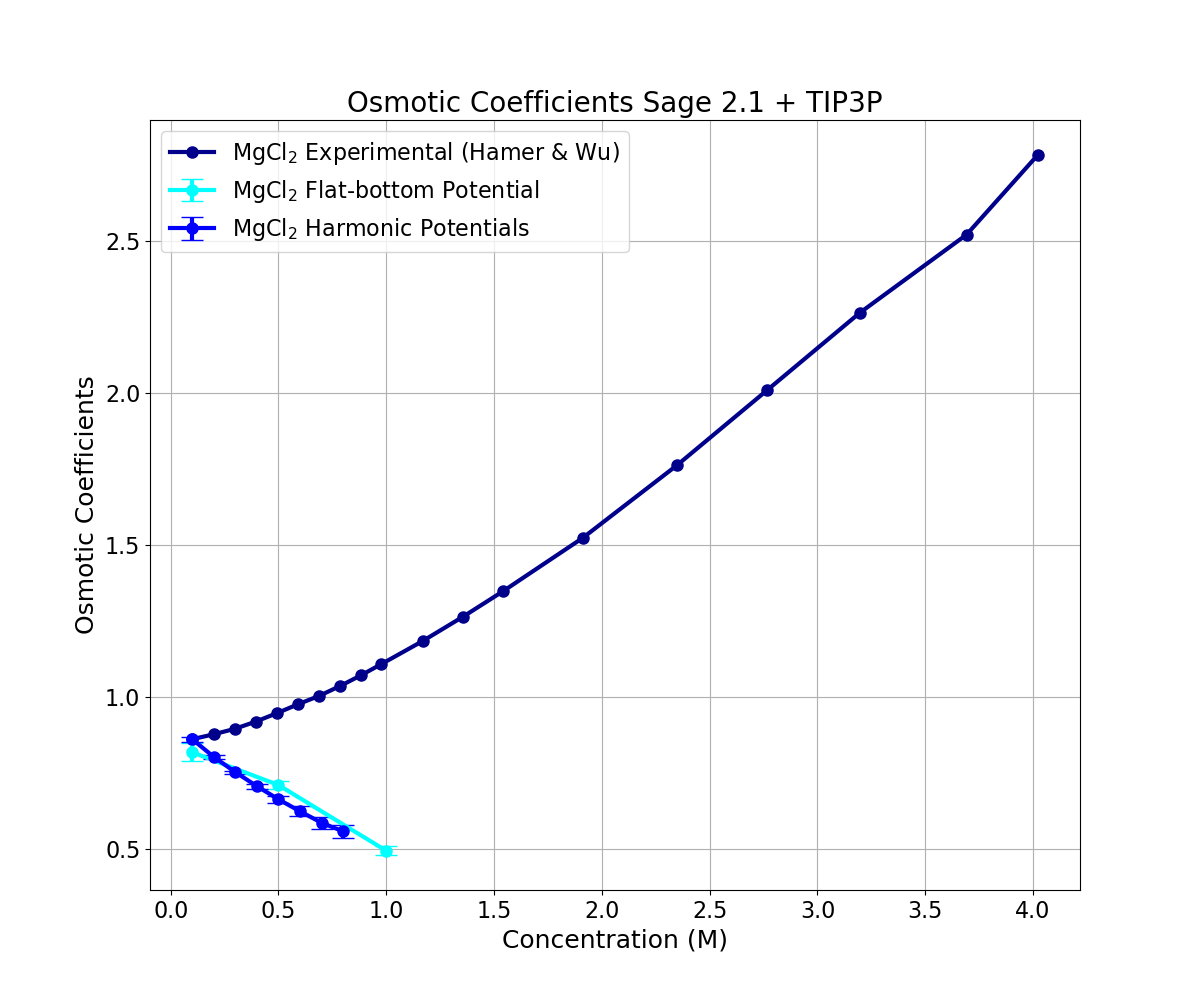 Osmotic Coefficients Sage 2.1 + TIP3P
MgCl₂ Experimental (Hamer & Wu)
MgCl₂ Flat-bottom Potential
MgCl₂ Harmonic Potentials
Osmotic Coefficients
2.5
2.0
1.5
1.0
0.5
0.0 0.5 1.0 1.5 2.0 2.5 3.0 3.5 4.0
Concentration (M)